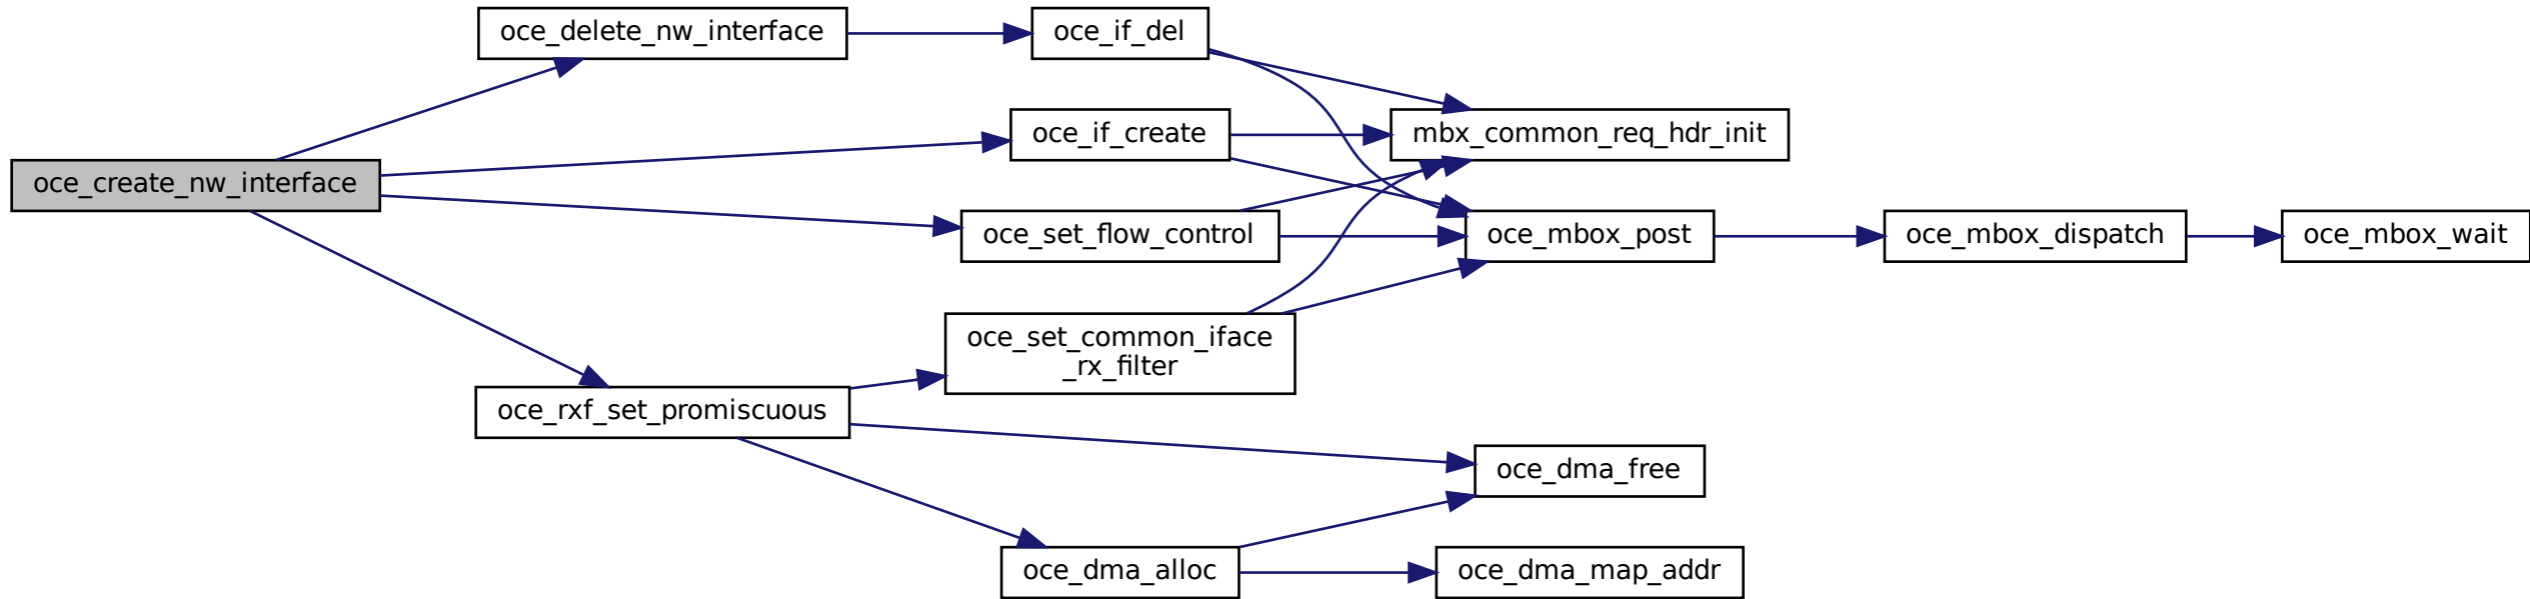 oce_create_nw_interface
oce_delete_nw_interface
oce_if_del
oce_if_create
mbx_common_req_hdr_init
oce_set_flow_control
oce_mbox_post
oce_mbox_dispatch
oce_mbox_wait
oce_set_common_iface
_rx_filter
oce_rxf_set_promiscuous
oce_dma_free
oce_dma_alloc
oce_dma_map_addr